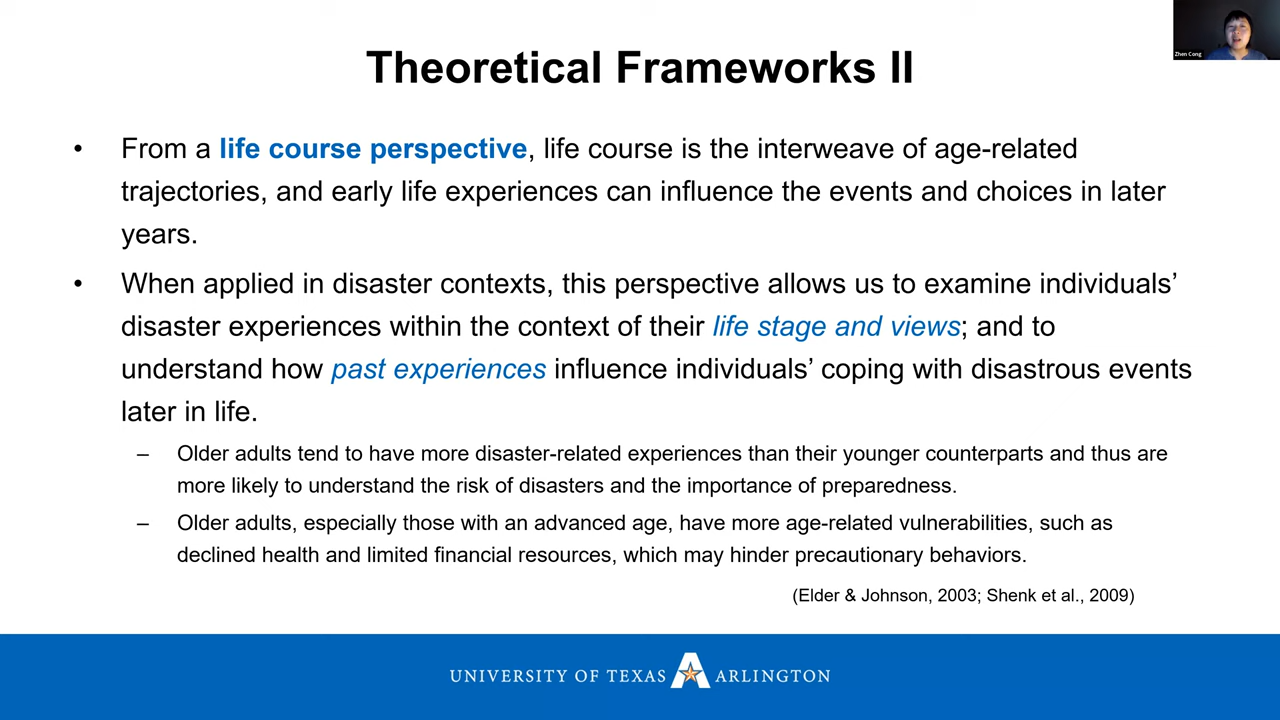 Zhen Cong
Theoretical Frameworks II
• From a life course perspective, life course is the interweave of age-related
trajectories, and early life experiences can influence the events and choices in later
years.
• When applied in disaster contexts, this perspective allows us to examine individuals’
disaster experiences within the context of their life stage and views; and to
understand how past experiences influence individuals’ coping with disastrous events
later in life.
– Older adults tend to have more disaster-related experiences than their younger counterparts and thus are
more likely to understand the risk of disasters and the importance of preparedness.
– Older adults, especially those with an advanced age, have more age-related vulnerabilities, such as
declined health and limited financial resources, which may hinder precautionary behaviors.
(Elder & Johnson, 2003; Shenk et al., 2009)
UNIVERSITY OF TEXAS A ARLINGTON